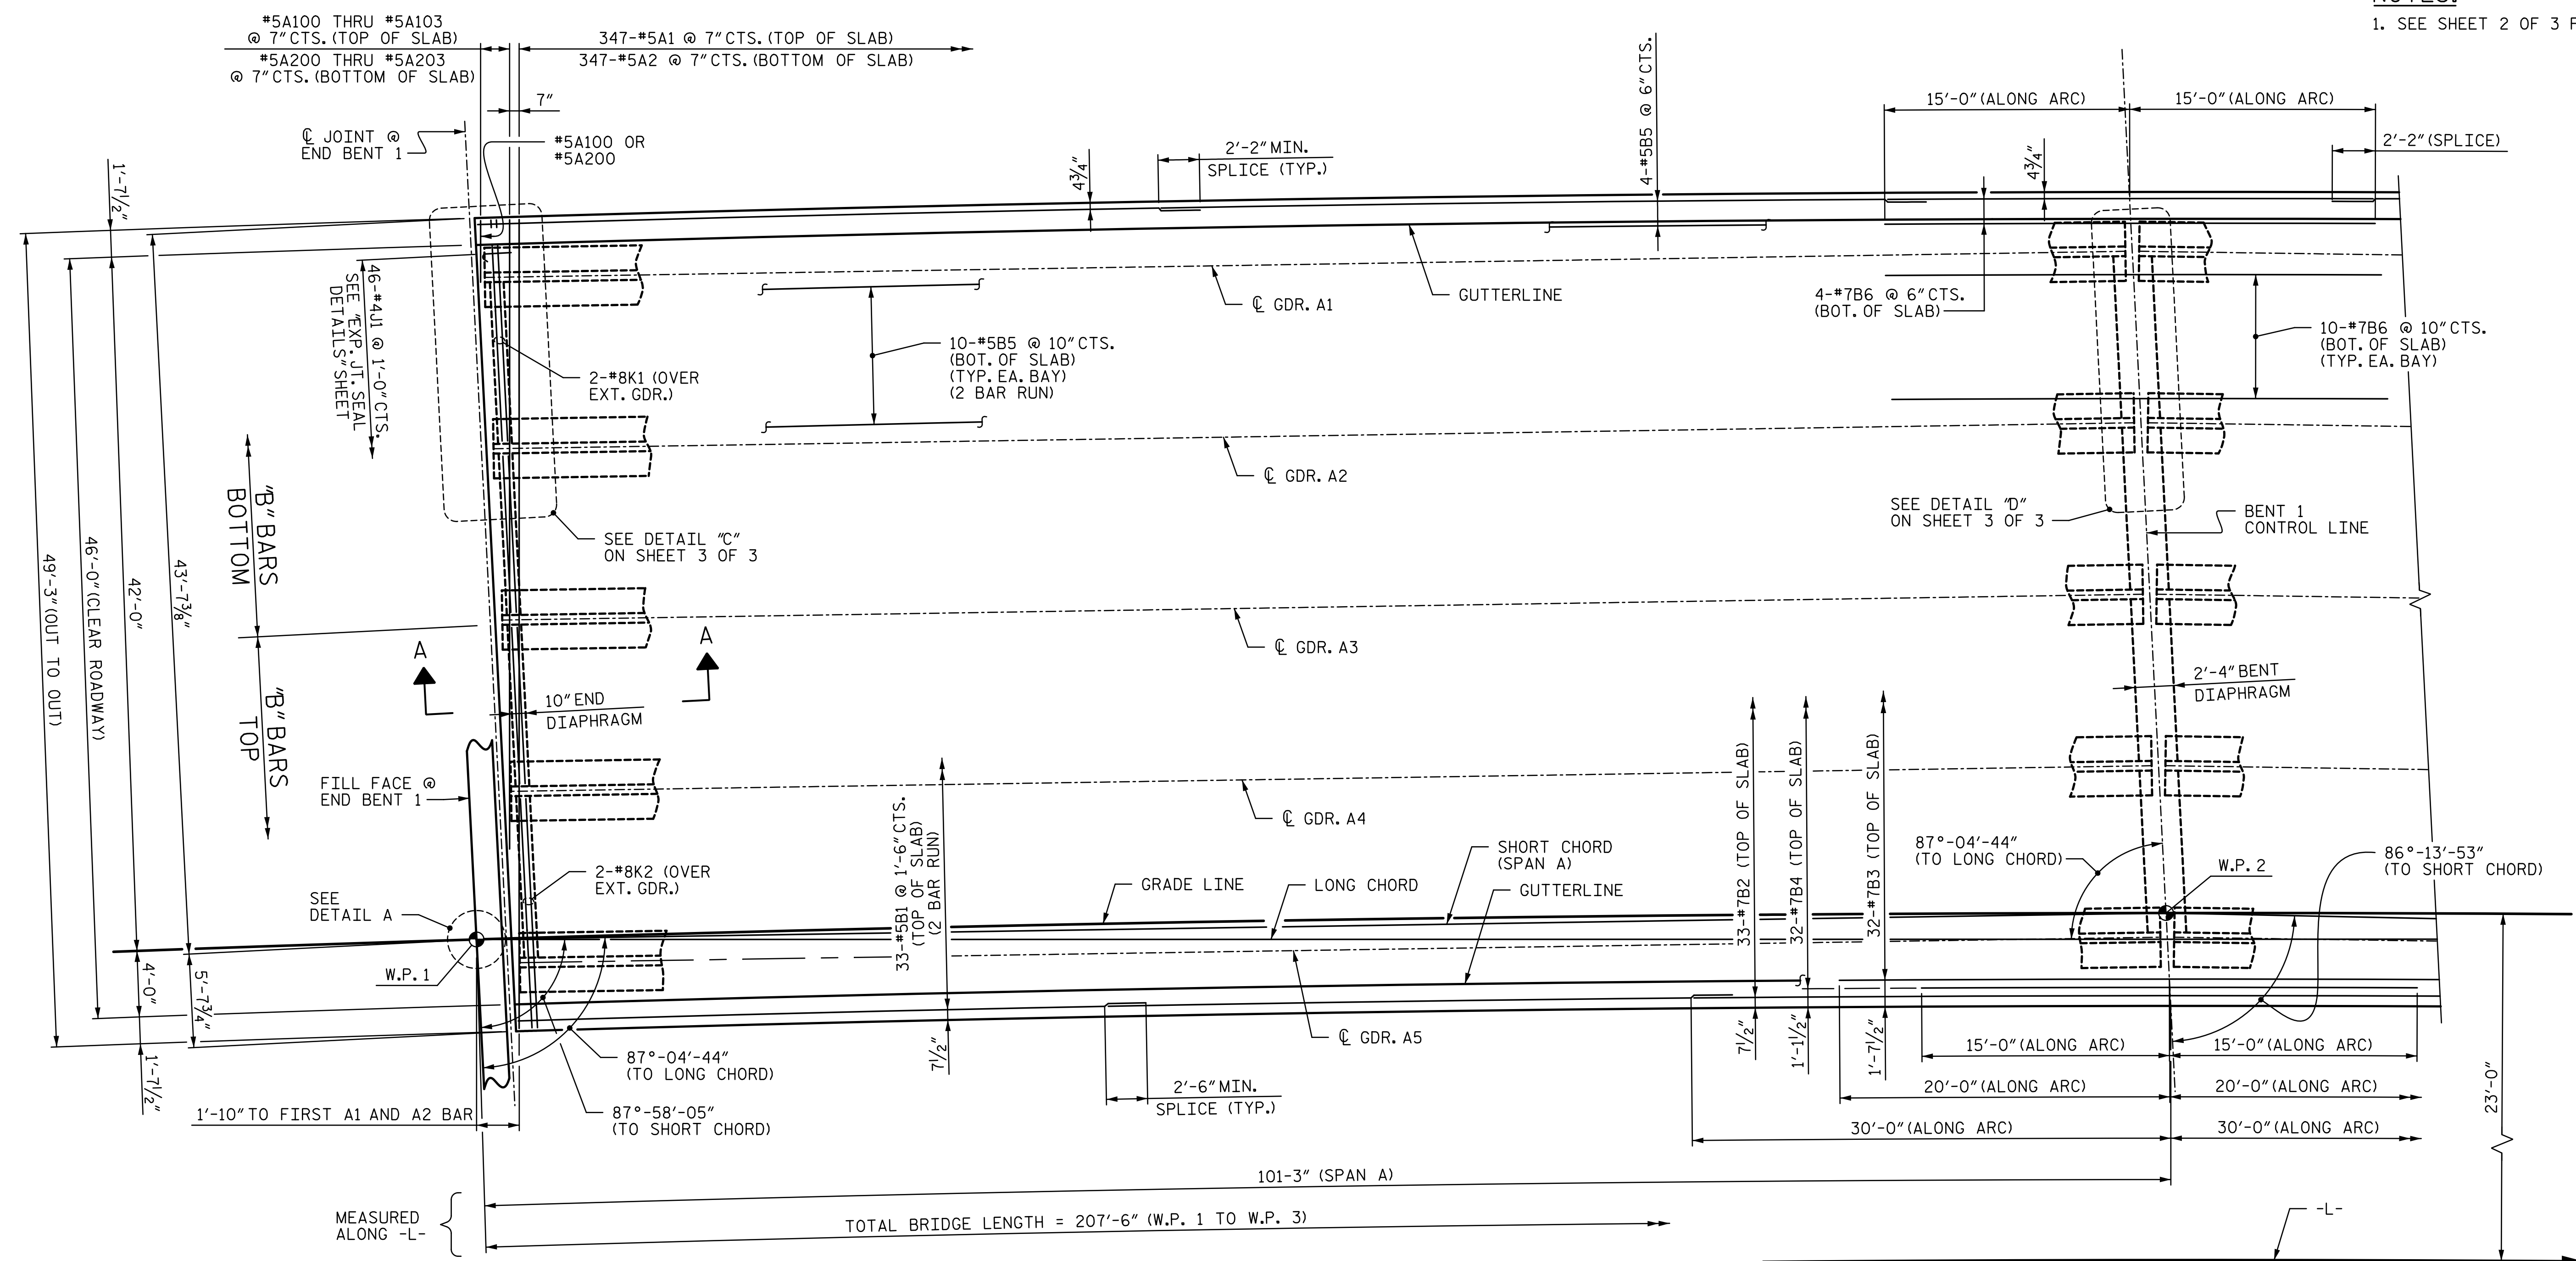 NOTES:
1. SEE SHEET 2 OF 3 F
#5A100 THRU #5A103
@ 7" CTS. (TOP OF SLAB)
#5A200 THRU #5A203
@ 7" CTS. (BOTTOM OF SLAB)
347-#5A1 @ 7" CTS. (TOP OF SLAB)
347-#5A2 @ 7" CTS. (BOTTOM OF SLAB)
7"
℄ JOINT @
END BENT 1
#5A100 OR
#5A200
4¾"
2'-2" MIN.
SPLICE (TYP.)
4-#5B5 @ 6" CTS.
15'-0" (ALONG ARC)
15'-0" (ALONG ARC)
4¾"
2'-2" (SPLICE)
1'-7½"
46-#4J1 @ 1'-0" CTS.
SEE "EXP. JT. SEAL
DETAILS" SHEET
℄ GDR. A1
GUTTERLINE
4-#7B6 @ 6" CTS.
(BOT. OF SLAB)
10-#7B6 @ 10" CTS.
(BOT. OF SLAB)
(TYP. EA. BAY)
10-#5B5 @ 10" CTS.
(BOT. OF SLAB)
(TYP. EA. BAY)
(2 BAR RUN)
2-#8K1 (OVER
EXT. GDR.)
℄ GDR. A2
SEE DETAIL "C"
ON SHEET 3 OF 3
SEE DETAIL "D"
ON SHEET 3 OF 3
BENT 1
CONTROL LINE
"B" BARS
BOTTOM
"B" BARS
TOP
49'-3" (OUT TO OUT)
46'-0" (CLEAR ROADWAY)
42'-0"
43'-7⅜"
A
A
℄ GDR. A3
10" END
DIAPHRAGM
2'-4" BENT
DIAPHRAGM
FILL FACE @
END BENT 1
33-#5B1 @ 1'-6" CTS.
(TOP OF SLAB)
(2 BAR RUN)
℄ GDR. A4
33-#7B2 (TOP OF SLAB)
32-#7B4 (TOP OF SLAB)
32-#7B3 (TOP OF SLAB)
87°-04'-44"
(TO LONG CHORD)
86°-13'-53"
(TO SHORT CHORD)
W.P. 2
SHORT CHORD
(SPAN A)
GRADE LINE
LONG CHORD
GUTTERLINE
2-#8K2 (OVER
EXT. GDR.)
SEE
DETAIL A
W.P. 1
4'-0"
5'-7¾"
1'-7½"
℄ GDR. A5
7½"
7½"
1'-1½"
1'-7½"
87°-04'-44"
(TO LONG CHORD)
87°-58'-05"
(TO SHORT CHORD)
1'-10" TO FIRST A1 AND A2 BAR
2'-6" MIN.
SPLICE (TYP.)
15'-0" (ALONG ARC)
15'-0" (ALONG ARC)
20'-0" (ALONG ARC)
20'-0" (ALONG ARC)
30'-0" (ALONG ARC)
30'-0" (ALONG ARC)
23'-0"
101-3" (SPAN A)
MEASURED
ALONG -L-
TOTAL BRIDGE LENGTH = 207'-6" (W.P. 1 TO W.P. 3)
-L-